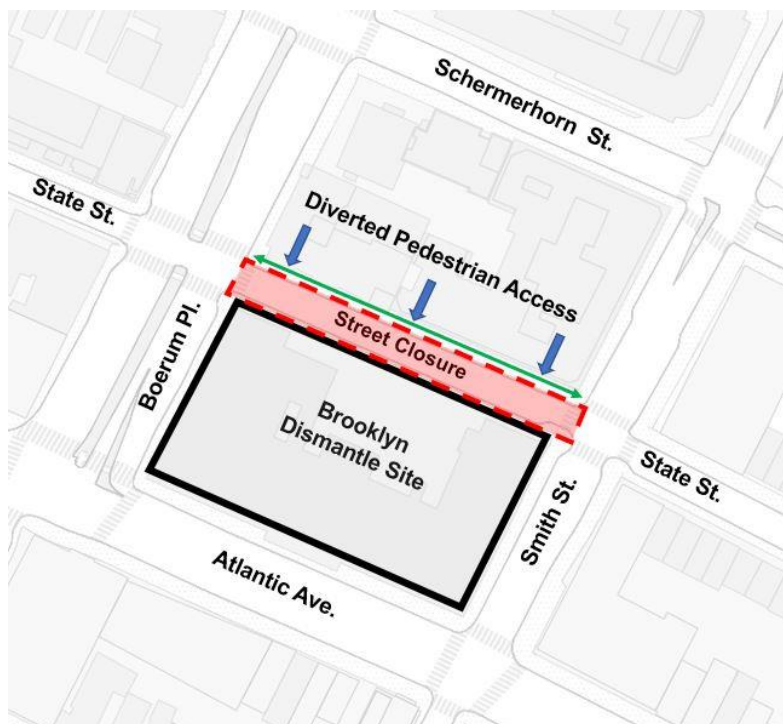 Schermerhorn St.
State St.
Diverted Pedestrian Access
Street Closure
Boerum Pl.
Brooklyn
Dismantle Site
State St.
Smith St.
Atlantic Ave.